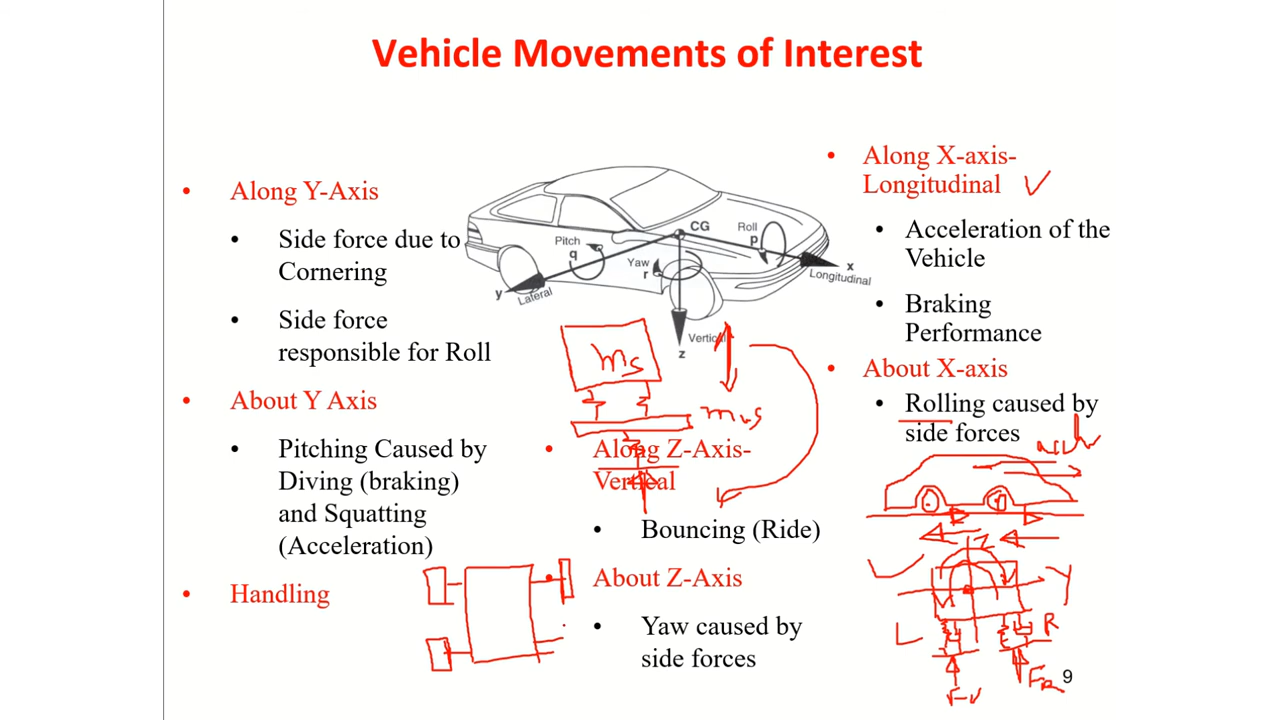 Vehicle Movements of Interest
• Along Y-Axis
• Side force due to
Cornering
• Side force
responsible for Roll
• About Y Axis
• Pitching Caused by
Diving (braking)
and Squatting
(Acceleration)
• Handling
CG
Roll
p
Pitch
q
Yaw
r
x
Longitudinal
y
Lateral
Vertical
z
ms
mus
• Along Z-Axis-
Vertical
• Bouncing (Ride)
About Z-Axis
• Yaw caused by
side forces
• Along X-axis-
Longitudinal
• Acceleration of the
Vehicle
• Braking
Performance
• About X-axis
• Rolling caused by
side forces
Z
Y
L
R
FR
9